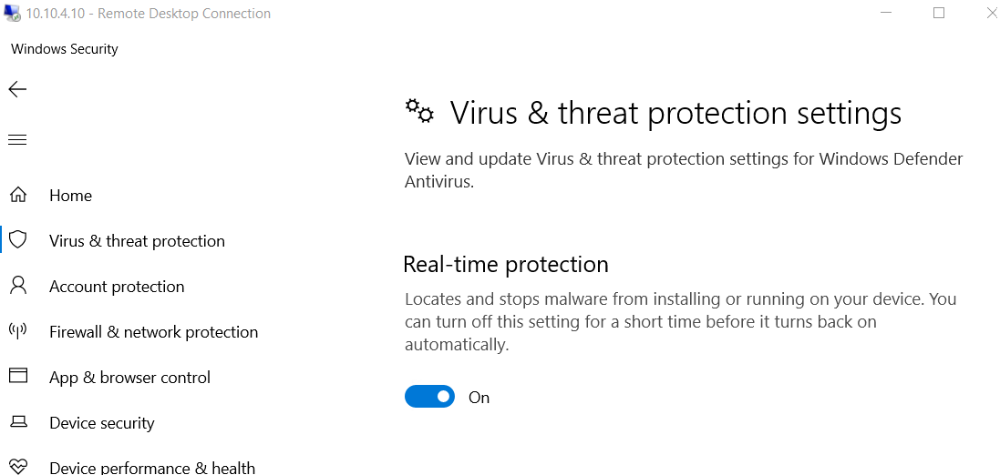 10.10.4.10 - Remote Desktop Connection
Windows Security
Home
Virus & threat protection
Account protection
Firewall & network protection
App & browser control
Device security
Device performance & health
Virus & threat protection settings
View and update Virus & threat protection settings for Windows Defender
Antivirus.
Real-time protection
Locates and stops malware from installing or running on your device. You
can turn off this setting for a short time before it turns back on
automatically.
On